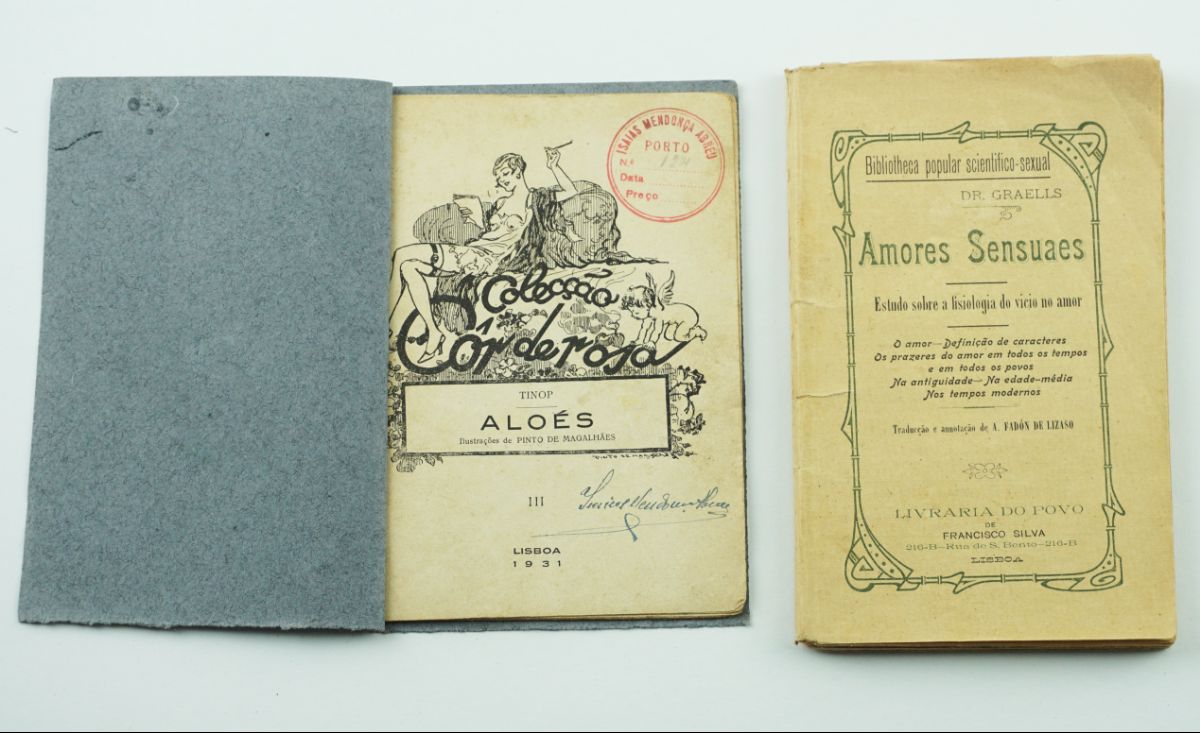 ISAIAS MENDONÇA ABREU
PORTO
N.º 124
Data
Preço
Colecção
Côr de rosa
TINOP
ALOÉS
Ilustrações de PINTO DE MAGALHÃES
PINTO DE MAGALHÃES
III
LISBOA
1931
Bibliotheca popular scientifico-sexual
DR. GRAELLS
Amores Sensuaes
Estudo sobre a fisiologia do vicio no amor
O amor—Definição de caracteres
Os prazeres do amor em todos os tempos
e em todos os povos
Na antiguidade—Na edade-média
Nos tempos modernos
Traducção e annotação de A. FADÓN DE LIZASO
LIVRARIA DO POVO
DE
FRANCISCO SILVA
216-B—Rua de S. Bento—216-B
LISBOA